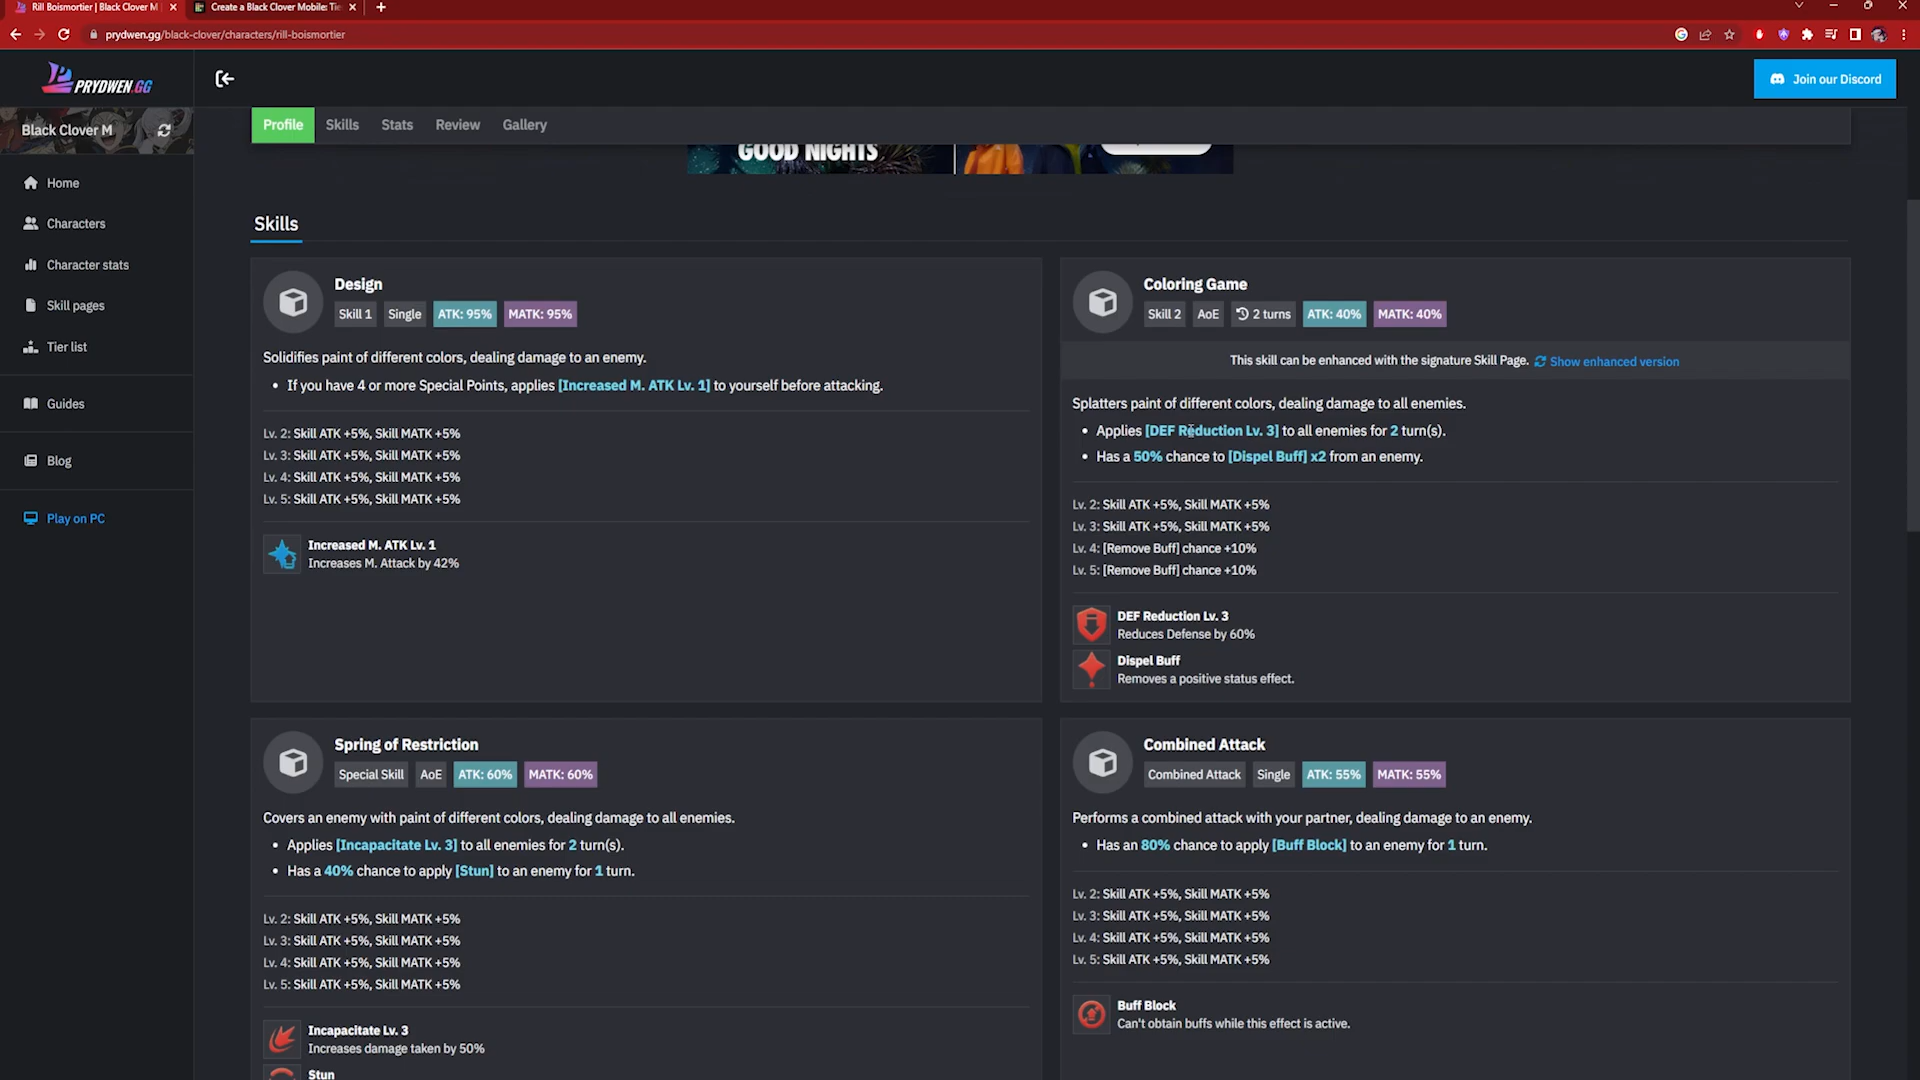 Rill Boismortier | Black Clover M
Create a Black Clover Mobile: Tie
prydwen.gg/black-clover/characters/rill-boismortier
PRYDWEN.GG
Join our Discord
Black Clover M
Home
Characters
Character stats
Skill pages
Tier list
Guides
Blog
Play on PC
Profile
Skills
Stats
Review
Gallery
GOOD NIGHTS
Skills
Design
Skill 1
Single
ATK: 95%
MATK: 95%
Solidifies paint of different colors, dealing damage to an enemy.
• If you have 4 or more Special Points, applies [Increased M. ATK Lv. 1] to yourself before attacking.
Lv. 2: Skill ATK +5%, Skill MATK +5%
Lv. 3: Skill ATK +5%, Skill MATK +5%
Lv. 4: Skill ATK +5%, Skill MATK +5%
Lv. 5: Skill ATK +5%, Skill MATK +5%
Increased M. ATK Lv. 1
Increases M. Attack by 42%
Coloring Game
Skill 2
AoE
2 turns
ATK: 40%
MATK: 40%
This skill can be enhanced with the signature Skill Page. Show enhanced version
Splatters paint of different colors, dealing damage to all enemies.
• Applies [DEF Reduction Lv. 3] to all enemies for 2 turn(s).
• Has a 50% chance to [Dispel Buff] x2 from an enemy.
Lv. 2: Skill ATK +5%, Skill MATK +5%
Lv. 3: Skill ATK +5%, Skill MATK +5%
Lv. 4: [Remove Buff] chance +10%
Lv. 5: [Remove Buff] chance +10%
DEF Reduction Lv. 3
Reduces Defense by 60%
Dispel Buff
Removes a positive status effect.
Spring of Restriction
Special Skill
AoE
ATK: 60%
MATK: 60%
Covers an enemy with paint of different colors, dealing damage to all enemies.
• Applies [Incapacitate Lv. 3] to all enemies for 2 turn(s).
• Has a 40% chance to apply [Stun] to an enemy for 1 turn.
Lv. 2: Skill ATK +5%, Skill MATK +5%
Lv. 3: Skill ATK +5%, Skill MATK +5%
Lv. 4: Skill ATK +5%, Skill MATK +5%
Lv. 5: Skill ATK +5%, Skill MATK +5%
Incapacitate Lv. 3
Increases damage taken by 50%
Stun
Combined Attack
Combined Attack
Single
ATK: 55%
MATK: 55%
Performs a combined attack with your partner, dealing damage to an enemy.
• Has an 80% chance to apply [Buff Block] to an enemy for 1 turn.
Lv. 2: Skill ATK +5%, Skill MATK +5%
Lv. 3: Skill ATK +5%, Skill MATK +5%
Lv. 4: Skill ATK +5%, Skill MATK +5%
Lv. 5: Skill ATK +5%, Skill MATK +5%
Buff Block
Can't obtain buffs while this effect is active.